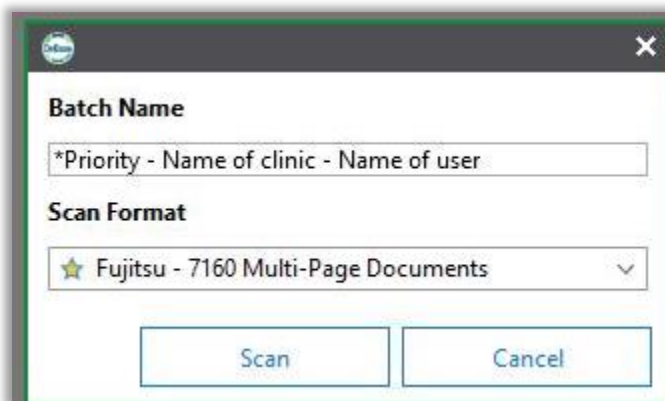 Batch Name
*Priority - Name of clinic - Name of user
Scan Format
Fujitsu - 7160 Multi-Page Documents
Scan Cancel